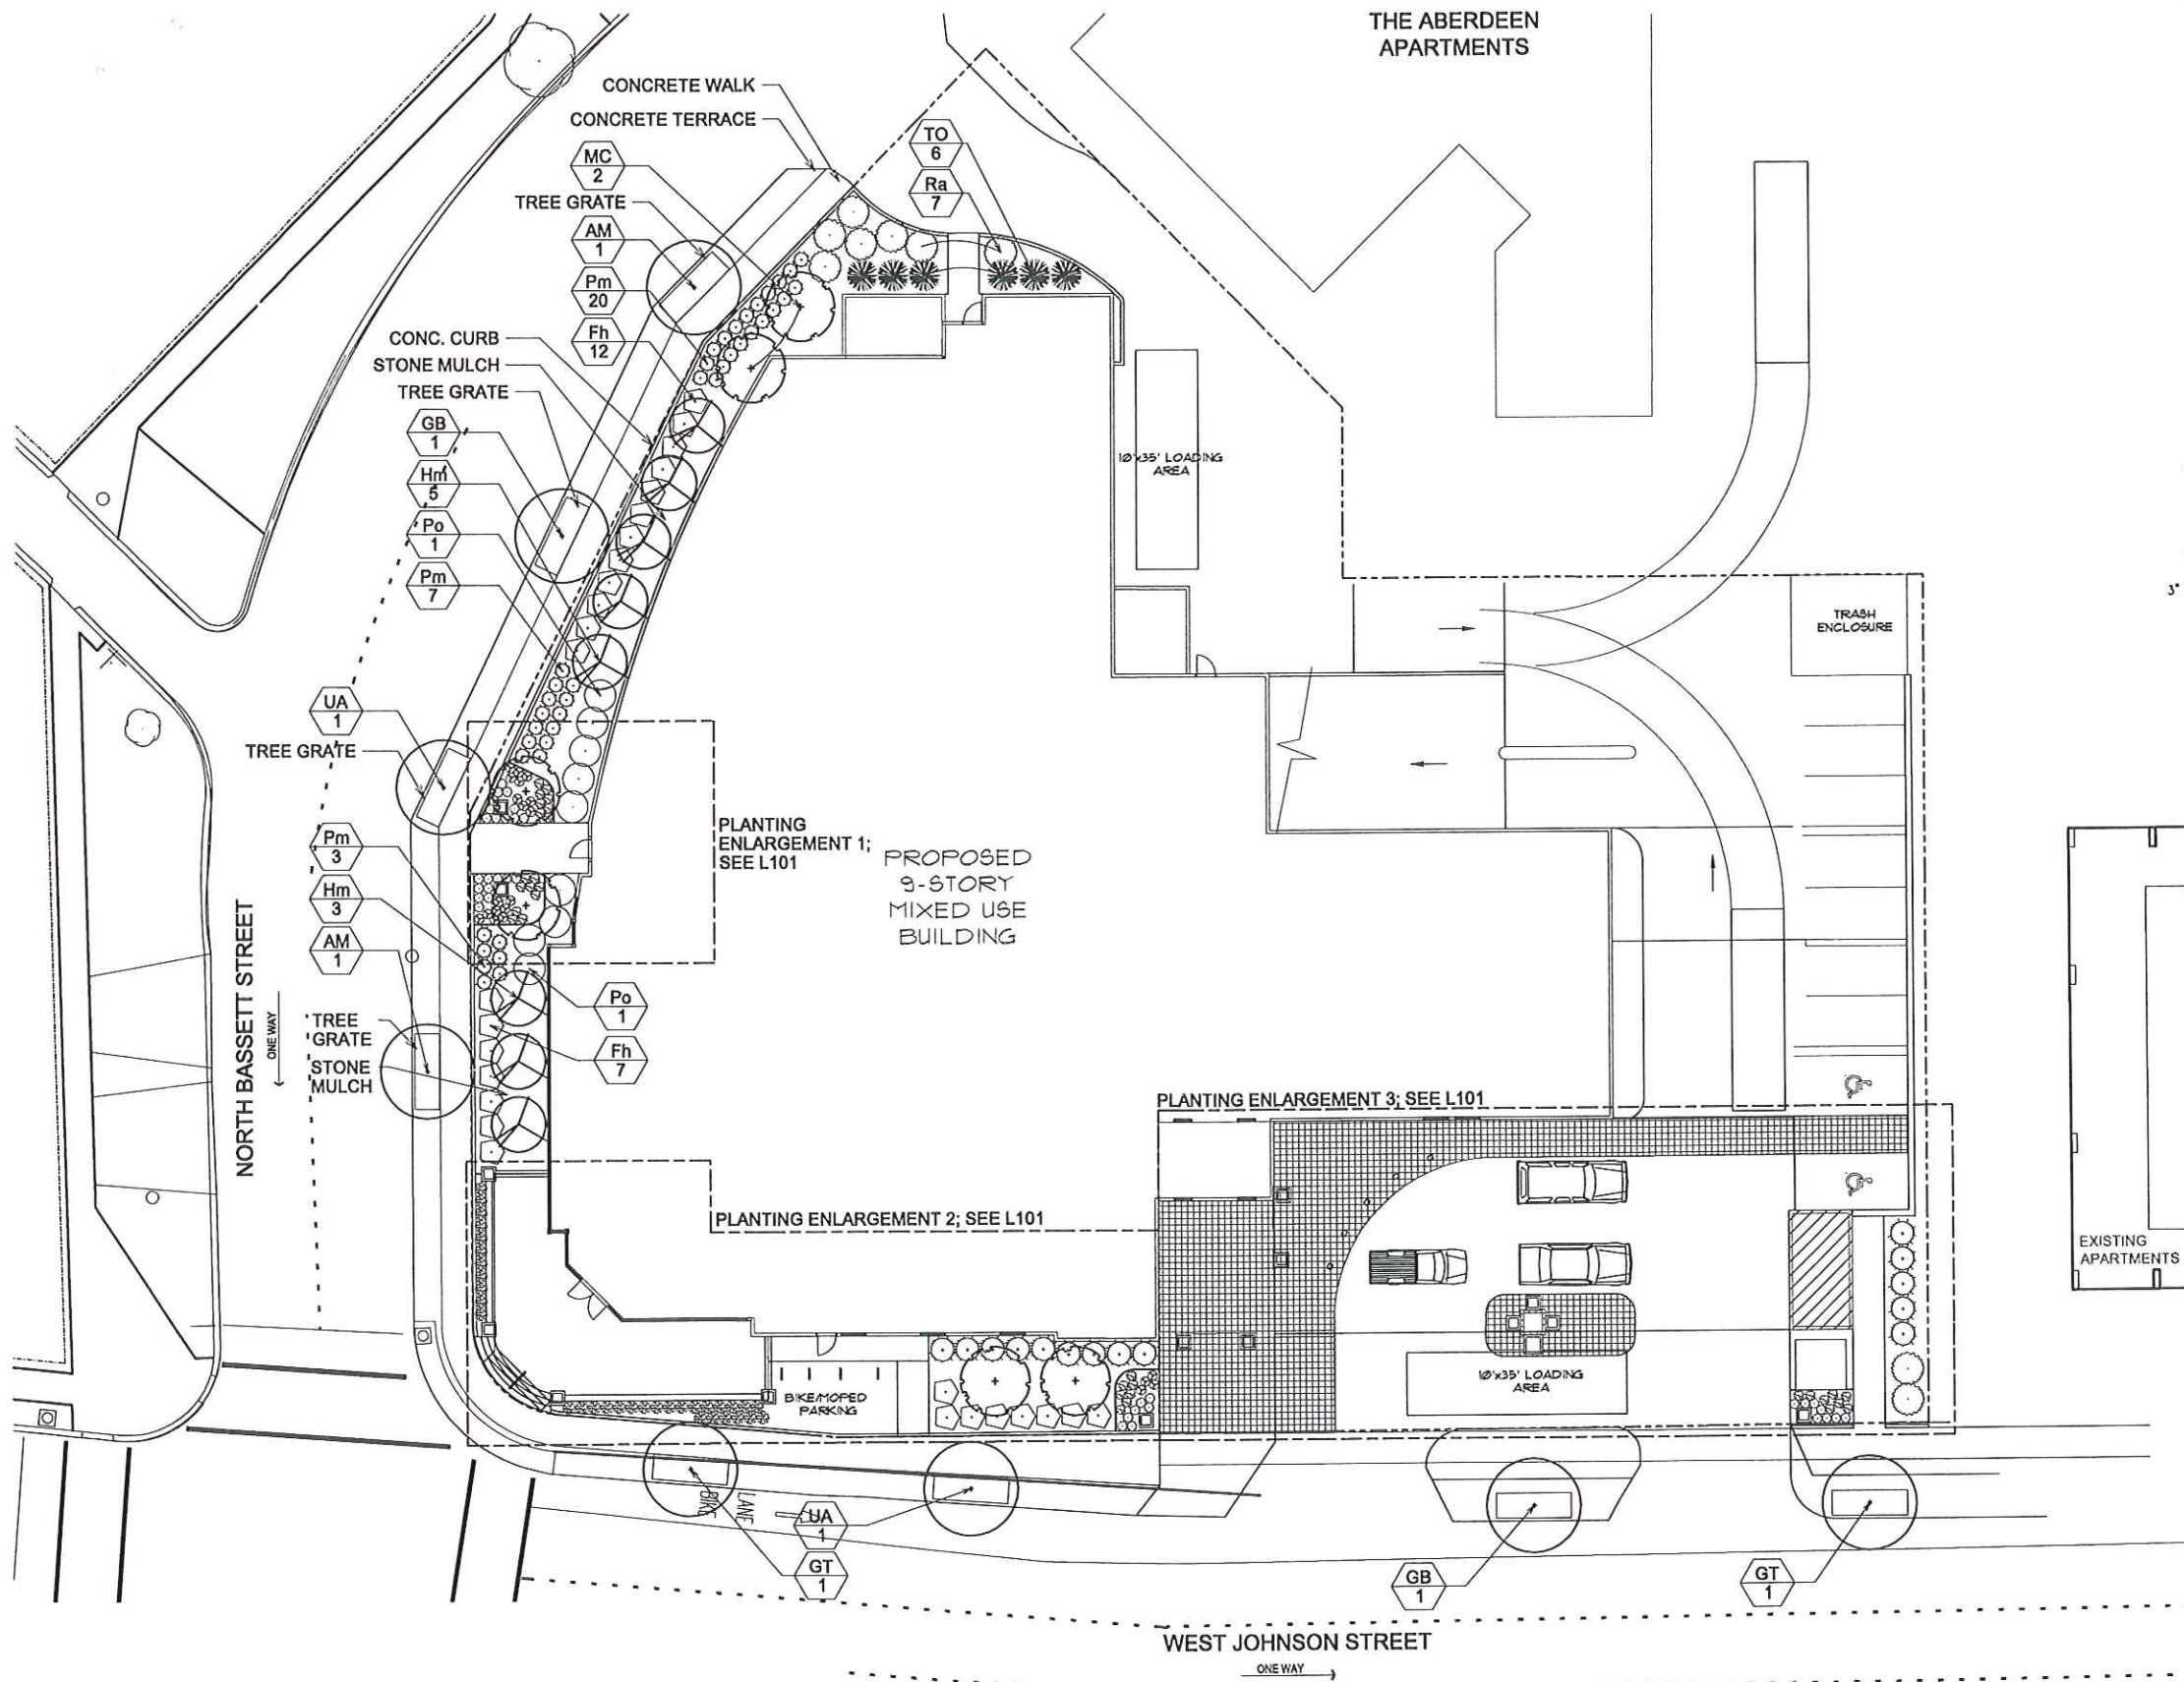 THE ABERDEEN
APARTMENTS
CONCRETE WALK
CONCRETE TERRACE
MC
2
TO
6
Ra
7
TREE GRATE
AM
1
Pm
20
Fh
12
CONC. CURB
STONE MULCH
TREE GRATE
GB
1
Hm
5
Po
1
Pm
7
10'x35' LOADING
AREA
TRASH
ENCLOSURE
3"
UA
1
TREE GRATE
PLANTING
ENLARGEMENT 1;
SEE L101
PROPOSED
9-STORY
MIXED USE
BUILDING
Pm
3
Hm
3
AM
1
Po
1
Fh
7
TREE
GRATE
STONE
MULCH
NORTH BASSETT STREET
ONE WAY
PLANTING ENLARGEMENT 3; SEE L101
PLANTING ENLARGEMENT 2; SEE L101
EXISTING
APARTMENTS
BIKE/MOPED
PARKING
10'x35' LOADING
AREA
BIKE
LANE
UA
1
GT
1
GB
1
GT
1
WEST JOHNSON STREET
ONE WAY